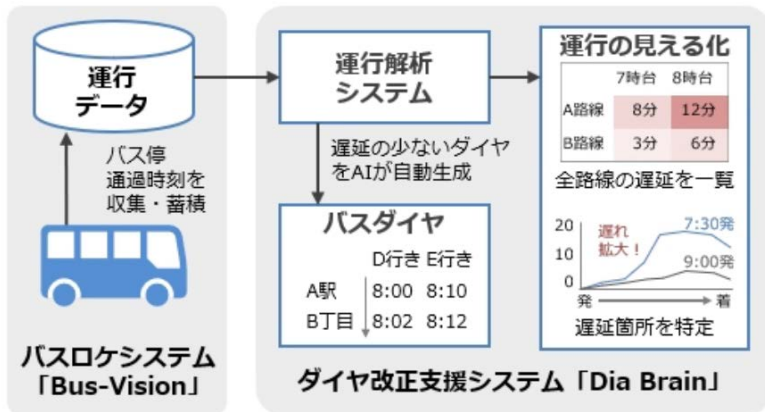 運行
データ
バス停
通過時刻を
収集・蓄積
バスロケシステム
「Bus-Vision」
運行解析
システム
遅延の少ないダイヤ
をAIが自動生成
バスダイヤ
D行き E行き
A駅 8:00 8:10
B丁目 8:02 8:12
運行の見える化
7時台 8時台
A路線 8分 12分
B路線 3分 6分
全路線の遅延を一覧
20
10
0
遅れ
拡大！
7:30発
9:00発
発 着
遅延箇所を特定
ダイヤ改正支援システム「Dia Brain」